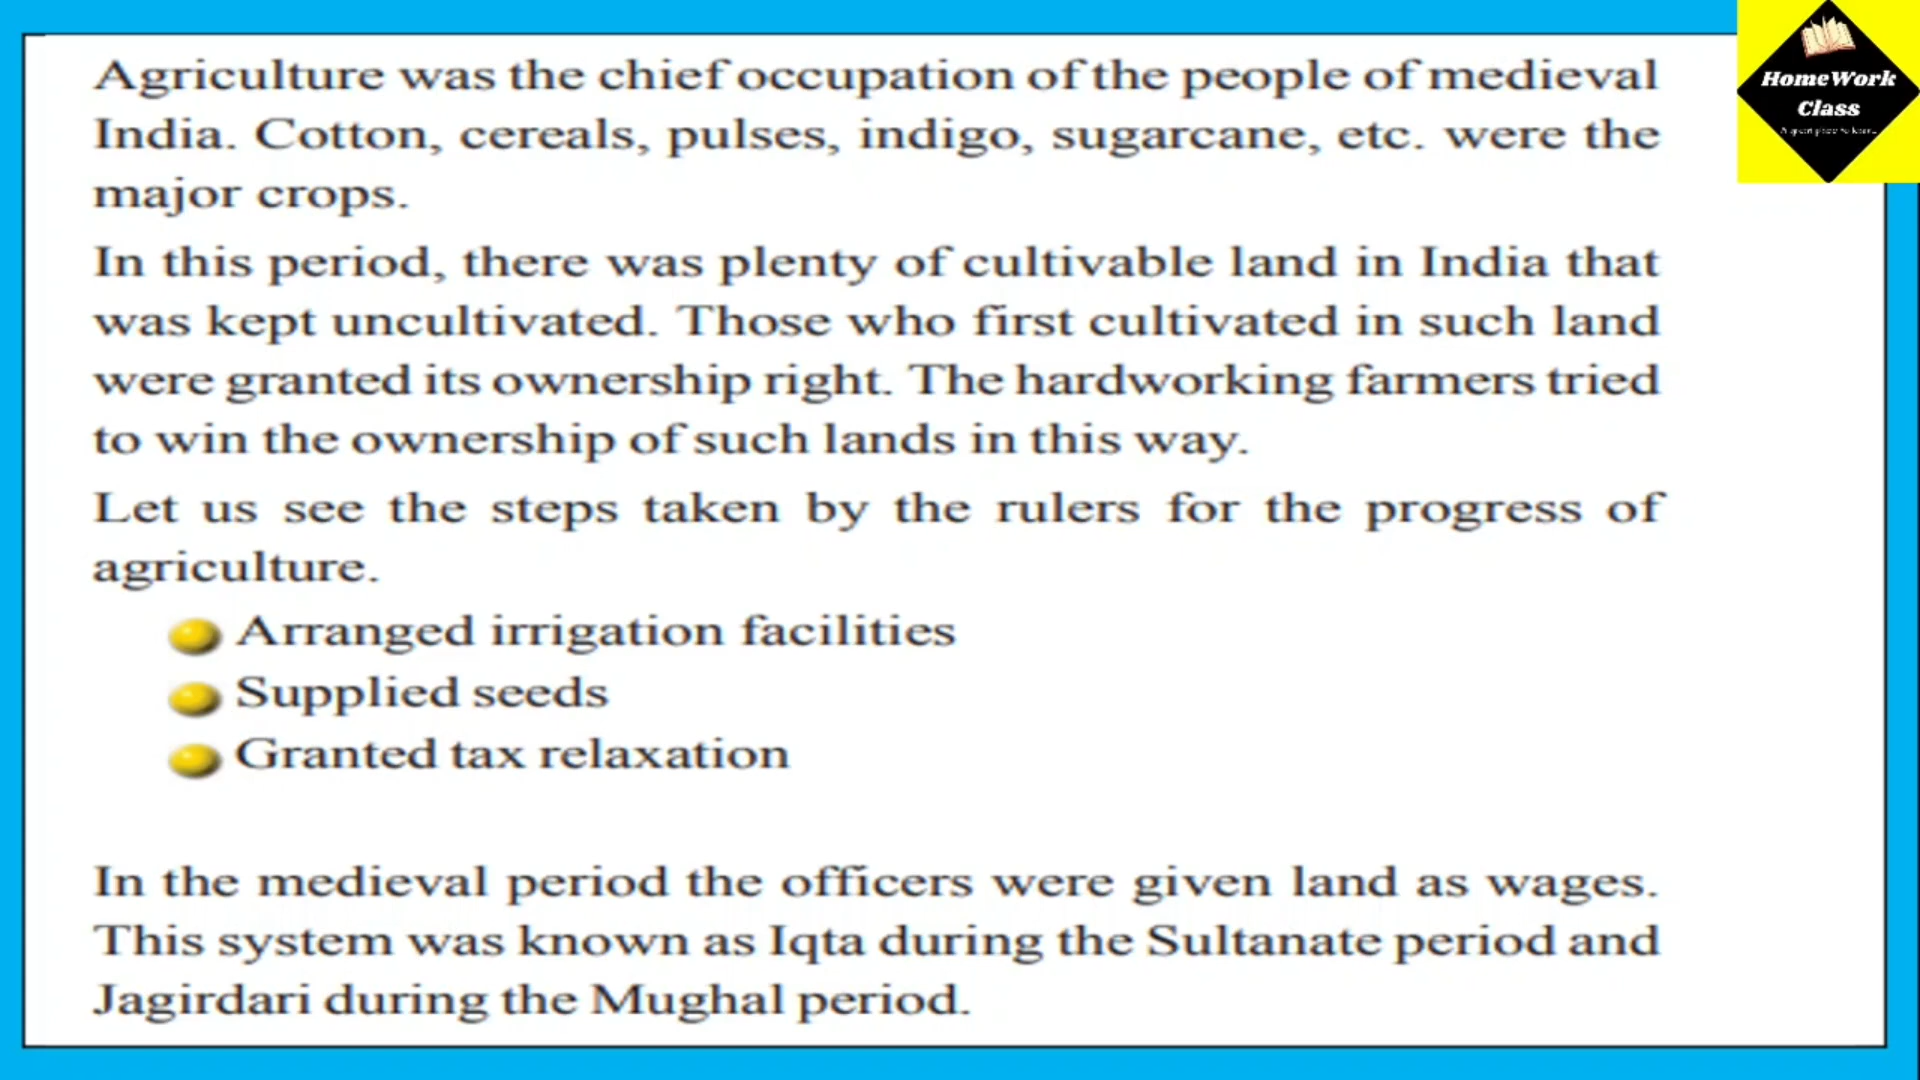 Agriculture was the chief occupation of the people of medieval
India. Cotton, cereals, pulses, indigo, sugarcane, etc. were the
major crops.
In this period, there was plenty of cultivable land in India that
was kept uncultivated. Those who first cultivated in such land
were granted its ownership right. The hardworking farmers tried
to win the ownership of such lands in this way.
Let us see the steps taken by the rulers for the progress of
agriculture.
Arranged irrigation facilities
Supplied seeds
Granted tax relaxation
In the medieval period the officers were given land as wages.
This system was known as Iqta during the Sultanate period and
Jagirdari during the Mughal period.
HomeWork
Class
A great place to learn